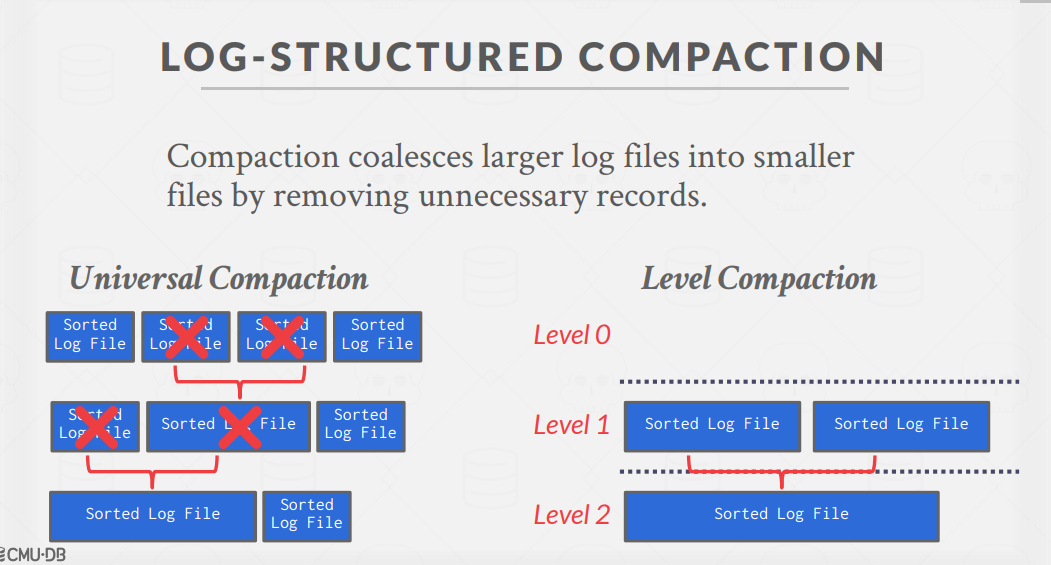 LOG-STRUCTURED COMPACTION
Compaction coalesces larger log files into smaller
files by removing unnecessary records.
Universal Compaction
Sorted
Log File
Sorted
Log File
Sorted
Log File
Sorted
Log File
Sorted
Log File
Sorted Log File
Sorted
Log File
Sorted Log File
Sorted
Log File
Level Compaction
Level 0
Level 1
Sorted Log File
Sorted Log File
Level 2
Sorted Log File
CMU·DB